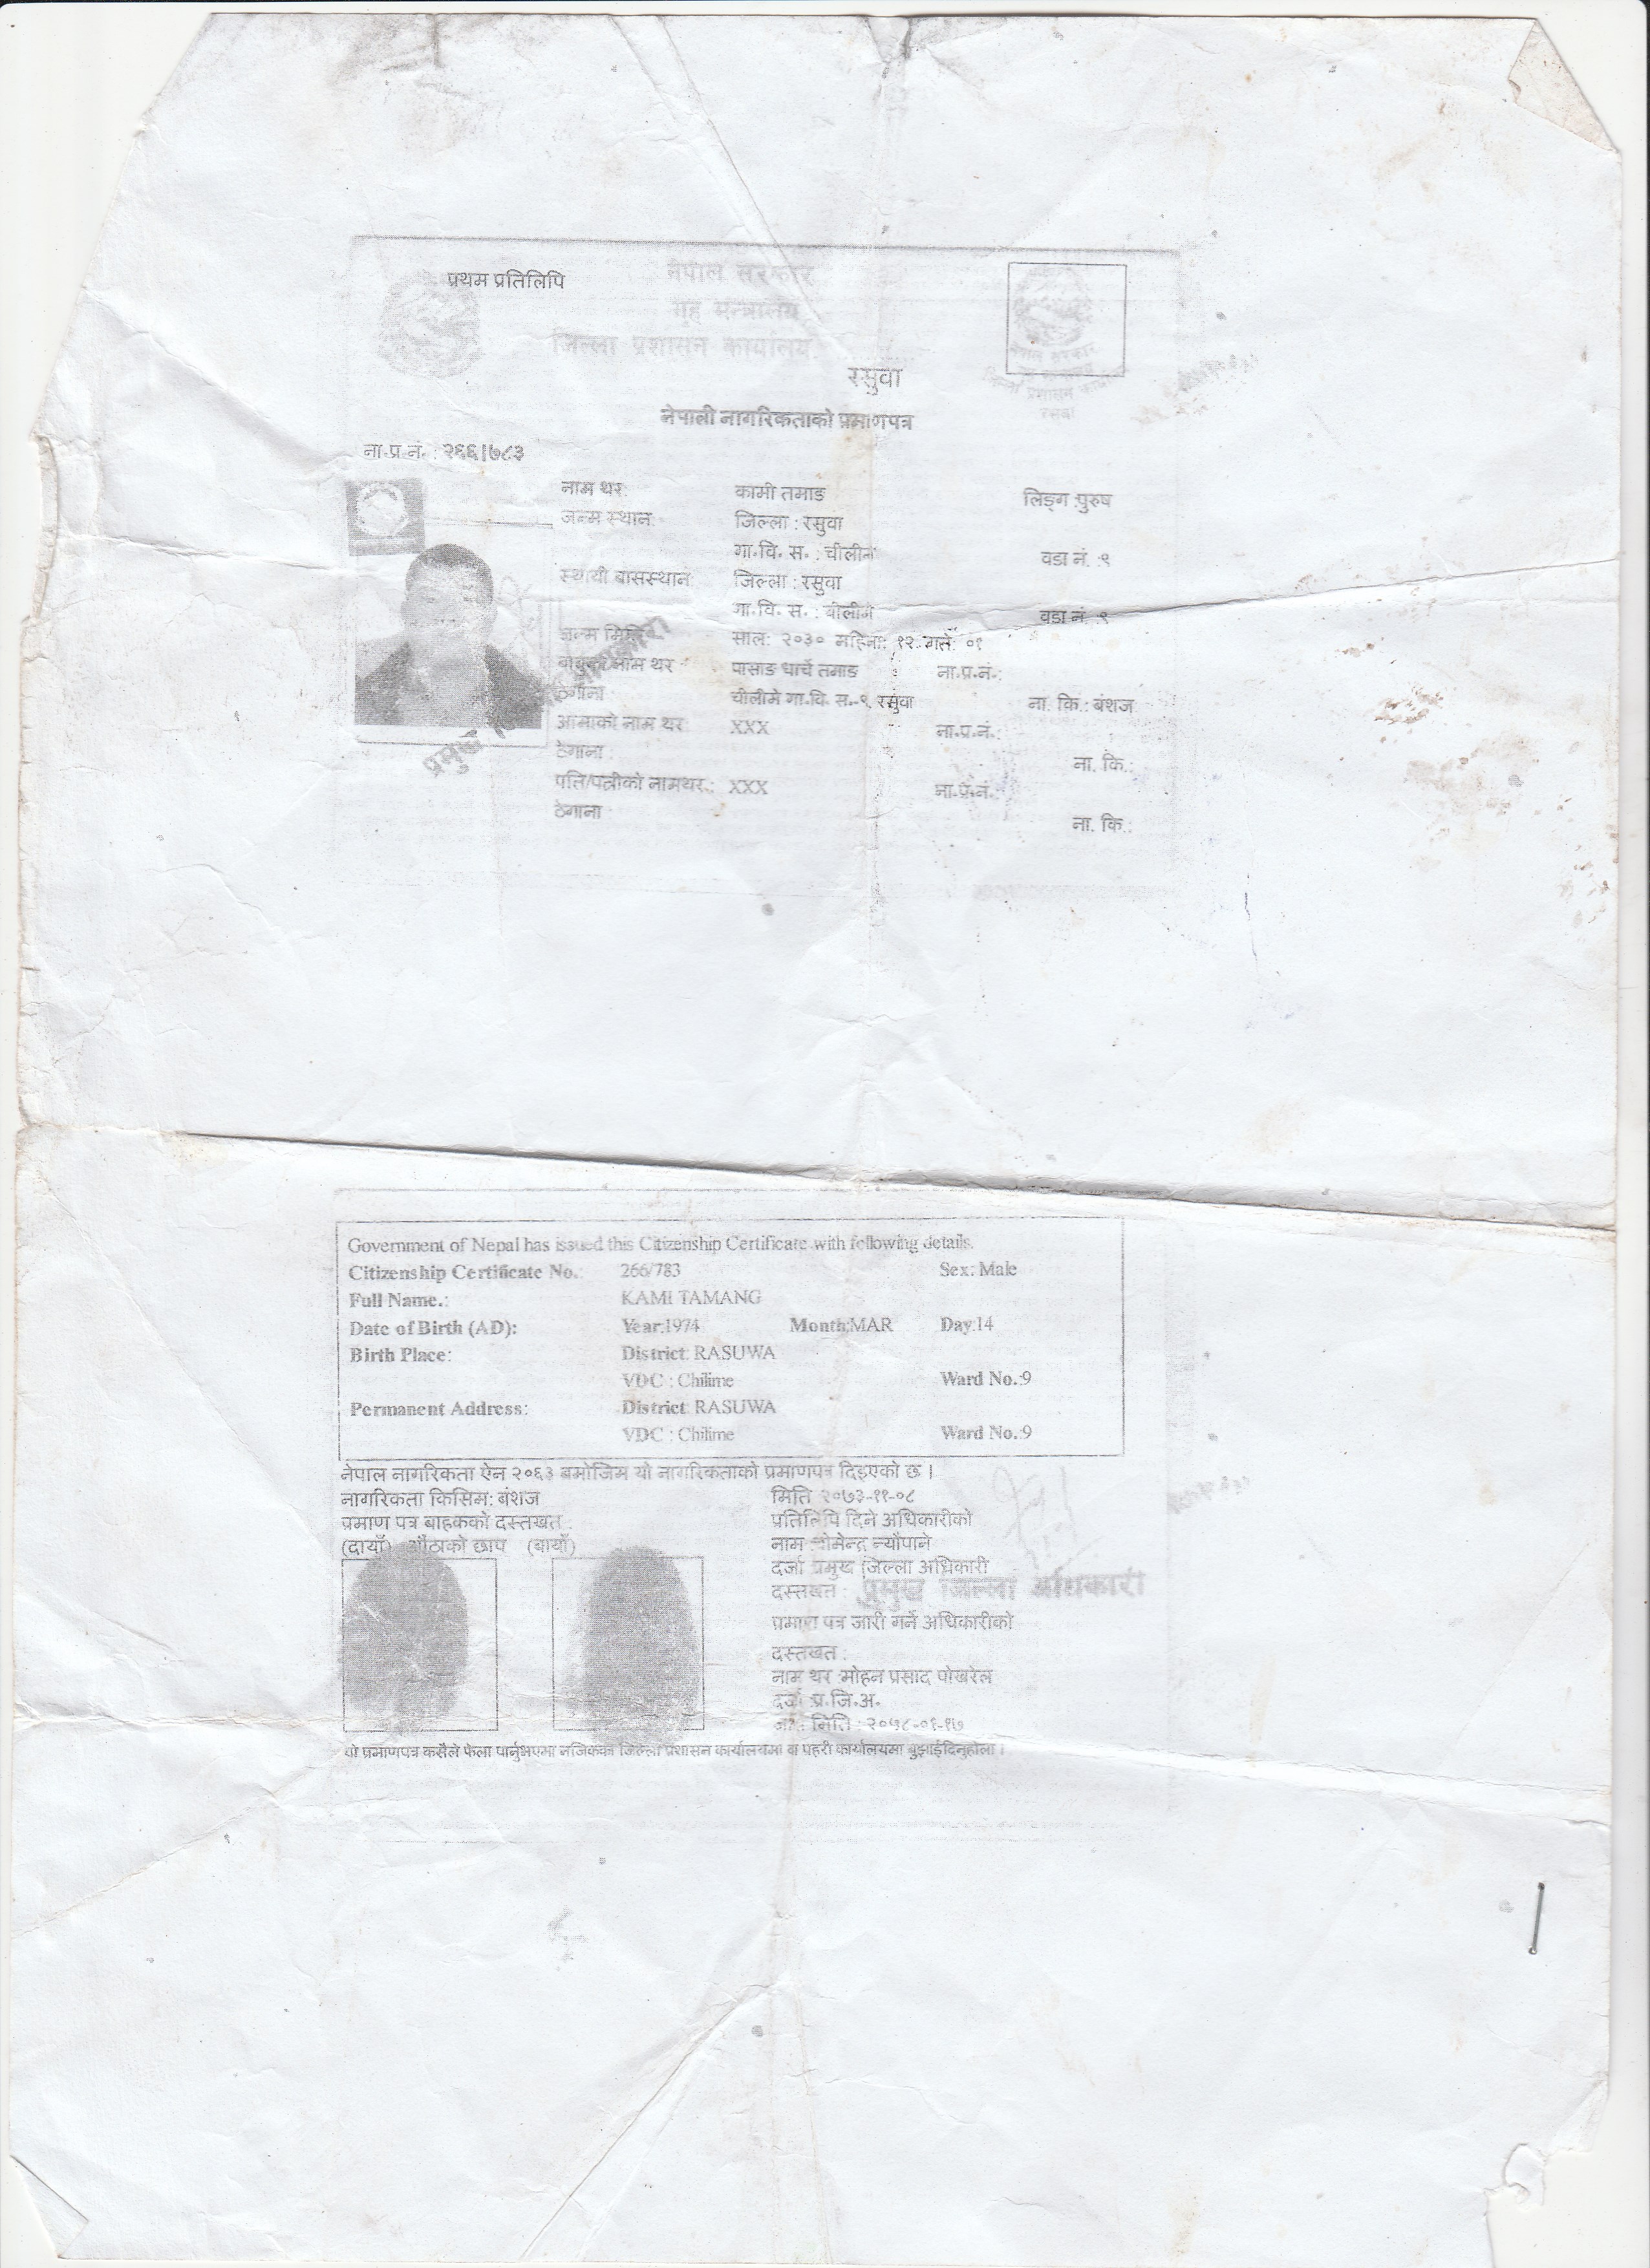 प्रथम प्रतिलिपि
नेपाल सरकार
गृह मन्त्रालय
जिल्ला प्रशासन कार्यालय
रसुवा
नेपाल सरकार
रसुवा
नेपाली नागरिकताको प्रमाणपत्र
ना.प्र.नं. : २६६।७८३
नाम थर: कामी तमाङ लिङ्ग :पुरुष
जन्म स्थान: जिल्ला : रसुवा
गा.वि. स. : वडा नं. :९
स्थायी बासस्थान: जिल्ला : रसुवा
गा.वि. स. : वडा नं. :९
जन्म मिति साल: २०३० महिना: १२ गते: ०१
बाबुको नाम थर पासाङ धार्चे तमाङ ना.प्र.नं.:
ठेगाना चीलीमे गा.वि. स.-९, रसुवा ना. कि.: बंशज
आमाको नाम थर: XXX ना.प्र.नं.:
ठेगाना : ना. कि.:
पति/पत्नीको नामथर.: XXX ना.प्र.नं.:
ठेगाना ना. कि.:
प्रमुख
Government of Nepal has issued this Citizenship Certificate with following details.
Citizenship Certificate No.: 266/783 Sex: Male
Full Name.: KAMI TAMANG
Date of Birth (AD): Year:1974 Month:MAR Day:14
Birth Place: District: RASUWA
VDC : Chilime Ward No.:9
Permanent Address: District: RASUWA
VDC : Chilime Ward No.:9
नेपाल नागरिकता ऐन २०६३ बमोजिम यो नागरिकताको प्रमाणपत्र दिइएको छ ।
नागरिकता किसिम: बंशज
प्रमाण पत्र बाहकको दस्तखत :
(दायाँ) औंठाको छाप (बायाँ)
मिति २०७३-११-०८
प्रतिलिपि दिने अधिकारीको
नाम न्यौपाने
दर्जा प्रमुख जिल्ला अधिकारी
दस्तखत : प्रमुख जिल्ला अधिकारी
प्रमाण पत्र जारी गर्ने अधिकारीको
दस्तखत :
नाम थर :मोहन प्रसाद पोखरेल
दर्जा :प्र.जि.अ.
मिति : २०५८-०१-१७
यो प्रमाणपत्र कसैले फेला पार्नुभएमा नजिकका जिल्ला प्रशासन कार्यालयमा वा प्रहरी कार्यालयमा बुझाईदिनुहोला ।